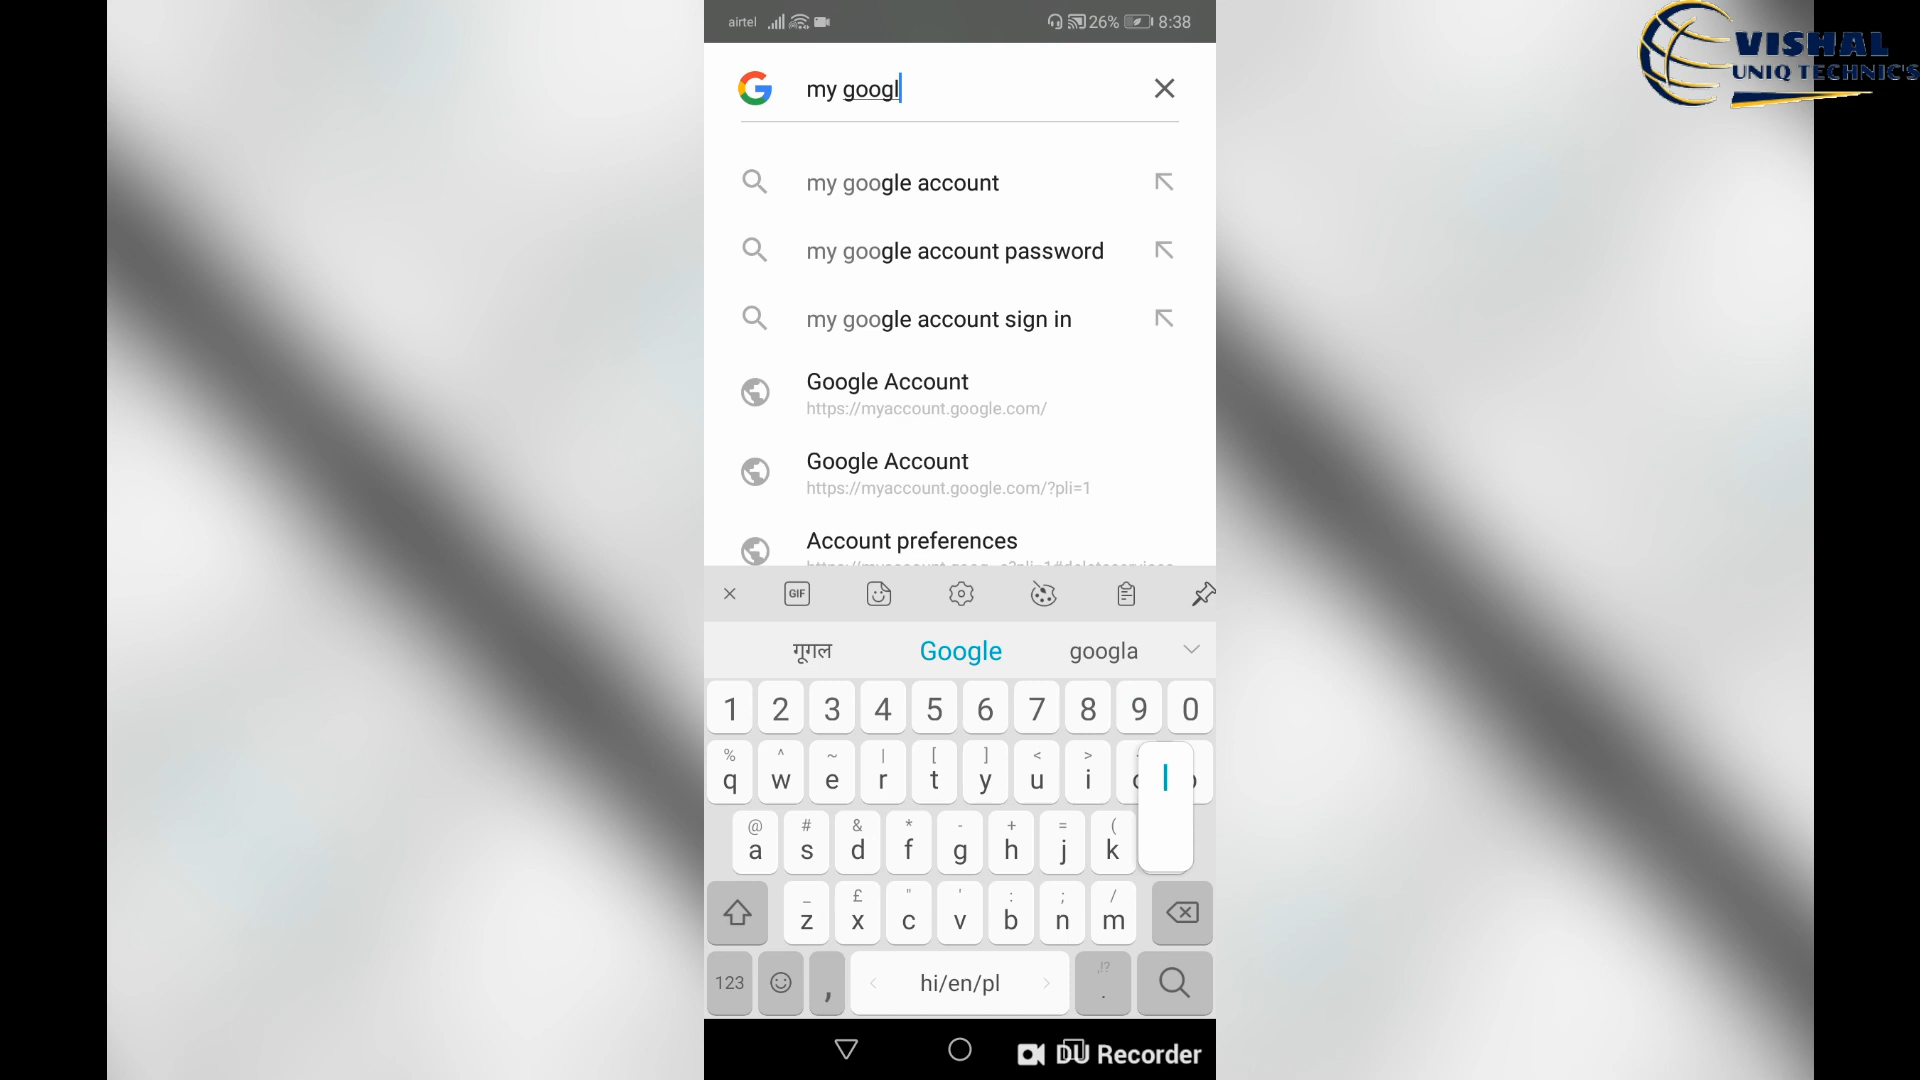 airtel 26% 8:38
VISHAL
UNIQ TECHNIC'S
my googl
my google account
my google account password
my google account sign in
Google Account
https://myaccount.google.com/
Google Account
https://myaccount.google.com/?pli=1
Account preferences
GIF
गूगल Google googla
1 2 3 4 5 6 7 8 9 0
% ^ ~ | [ ] < >
q w e r t y u i l
@ # & * - + = (
a s d f g h j k
_ £ " ' : ; /
z x c v b n m
123 , hi/en/pl ,!? .
DU Recorder